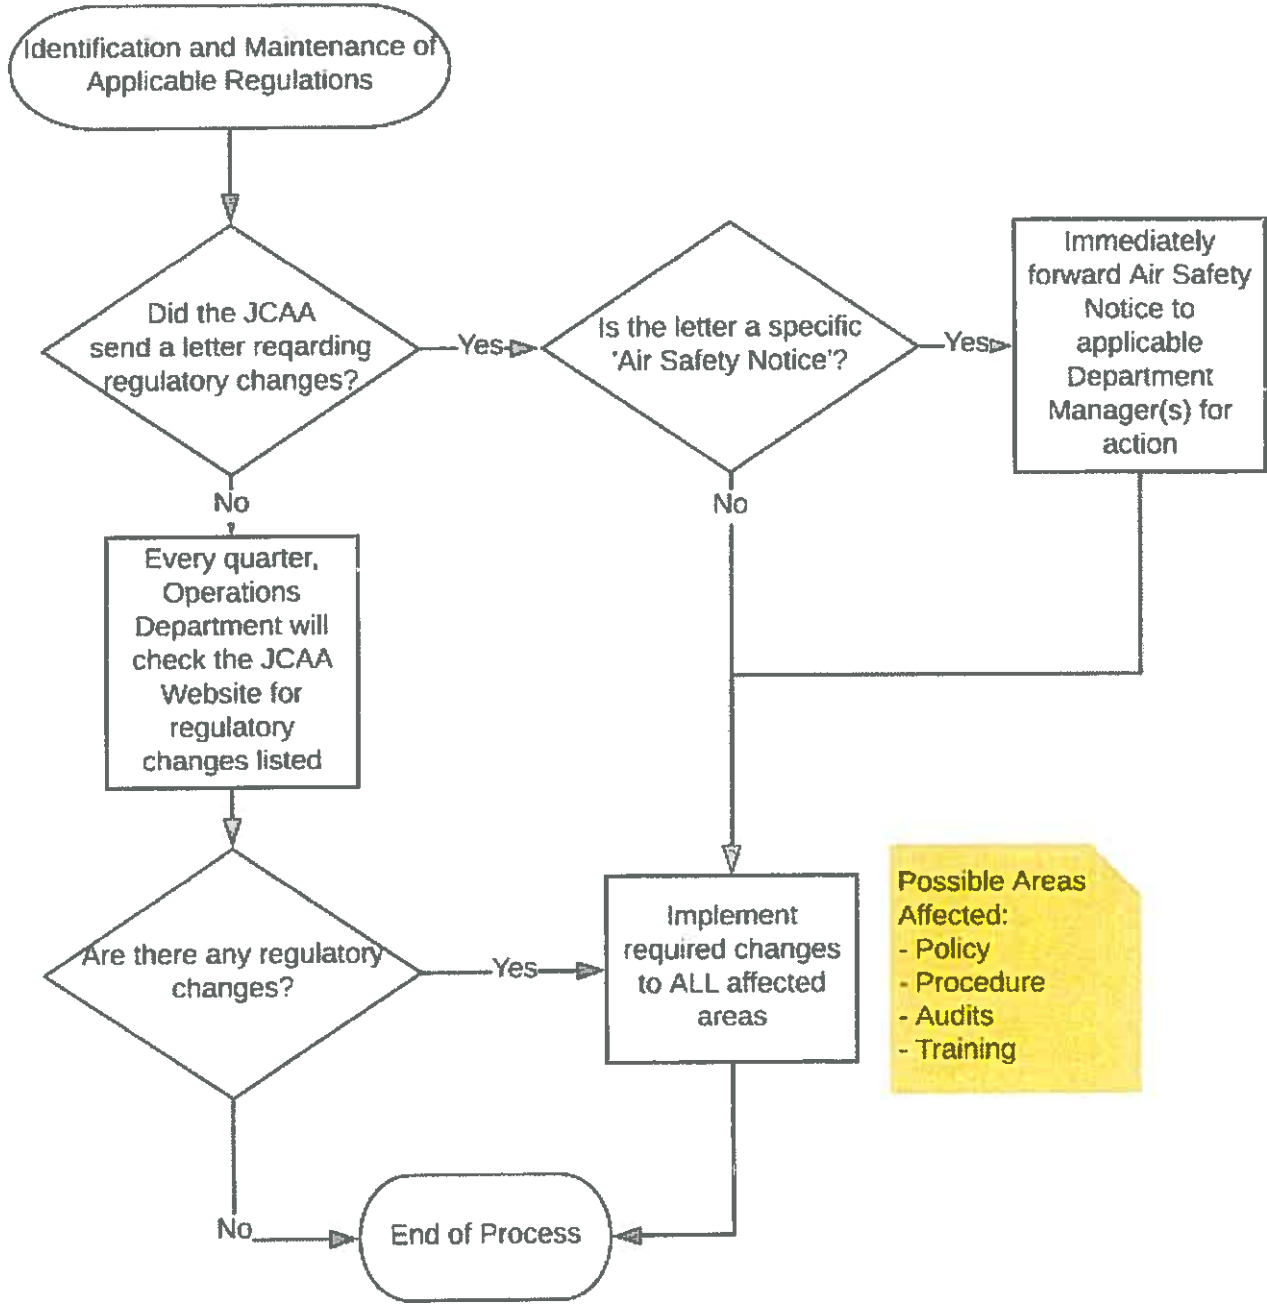 Identification and Maintenance of
Applicable Regulations
Did the JCAA
send a letter regarding
regulatory changes?
Yes
Is the letter a specific
'Air Safety Notice'?
Yes
Immediately
forward Air Safety
Notice to
applicable
Department
Manager(s) for
action
No
No
Every quarter,
Operations
Department will
check the JCAA
Website for
regulatory
changes listed
Are there any regulatory
changes?
Yes
Implement
required changes
to ALL affected
areas
Possible Areas
Affected:
- Policy
- Procedure
- Audits
- Training
No
End of Process